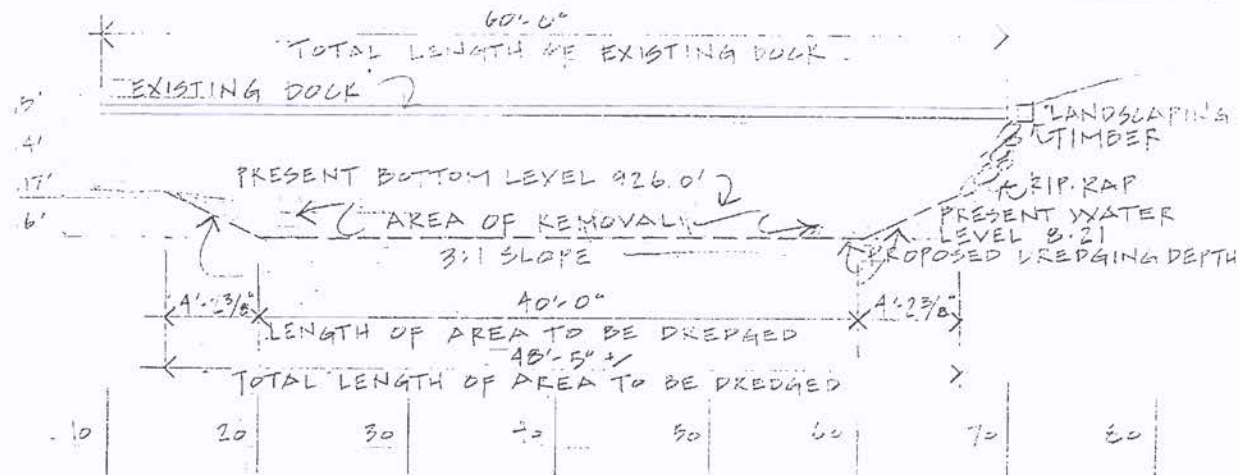 60'-0"
TOTAL LENGTH OF EXISTING DOCK.
EXISTING DOCK
.5'
.4'
.17'
.6'
LANDSCAPING
TIMBER
PRESENT BOTTOM LEVEL 926.0'
AREA OF REMOVAL
RIP-RAP
PRESENT WATER
LEVEL 8-21
3:1 SLOPE
PROPOSED DREDGING DEPTH
4'-2 3/8"
40'-0"
4'-2 3/8"
LENGTH OF AREA TO BE DREDGED
48'-5" +/
TOTAL LENGTH OF AREA TO BE DREDGED
10 20 30 40 50 60 70 80